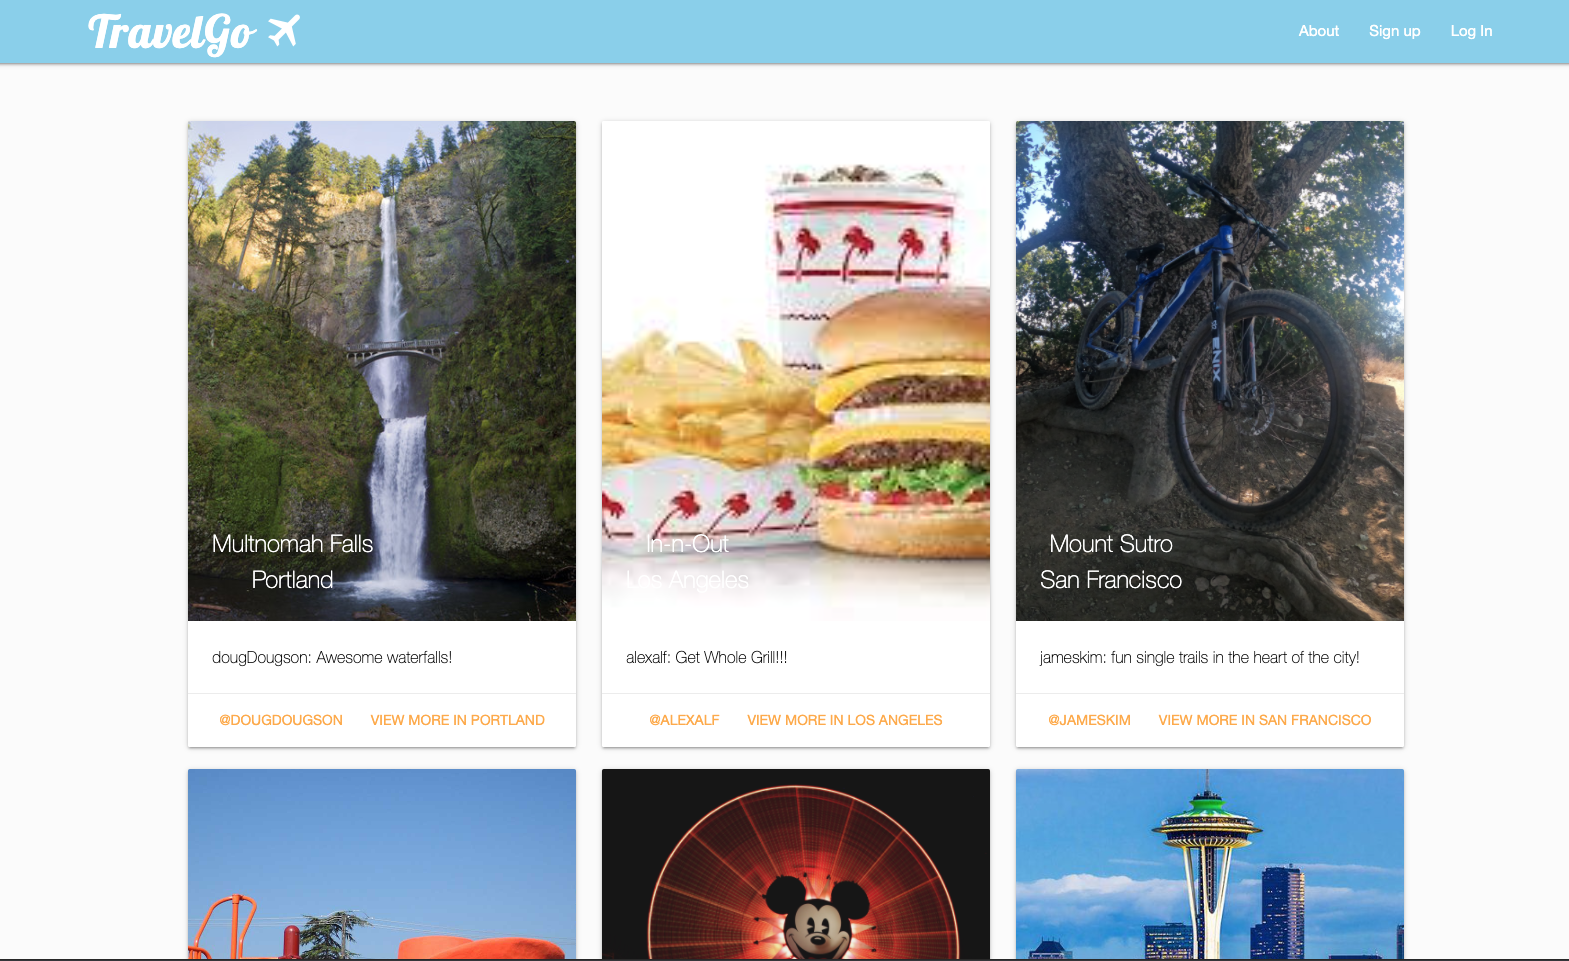 TravelGo
About Sign up Log In
Multnomah Falls
Portland
dougDougson: Awesome waterfalls!
@DOUGDOUGSON VIEW MORE IN PORTLAND
In-n-Out
Los Angeles
alexalf: Get Whole Grill!!!
@ALEXALF VIEW MORE IN LOS ANGELES
Mount Sutro
San Francisco
jameskim: fun single trails in the heart of the city!
@JAMESKIM VIEW MORE IN SAN FRANCISCO